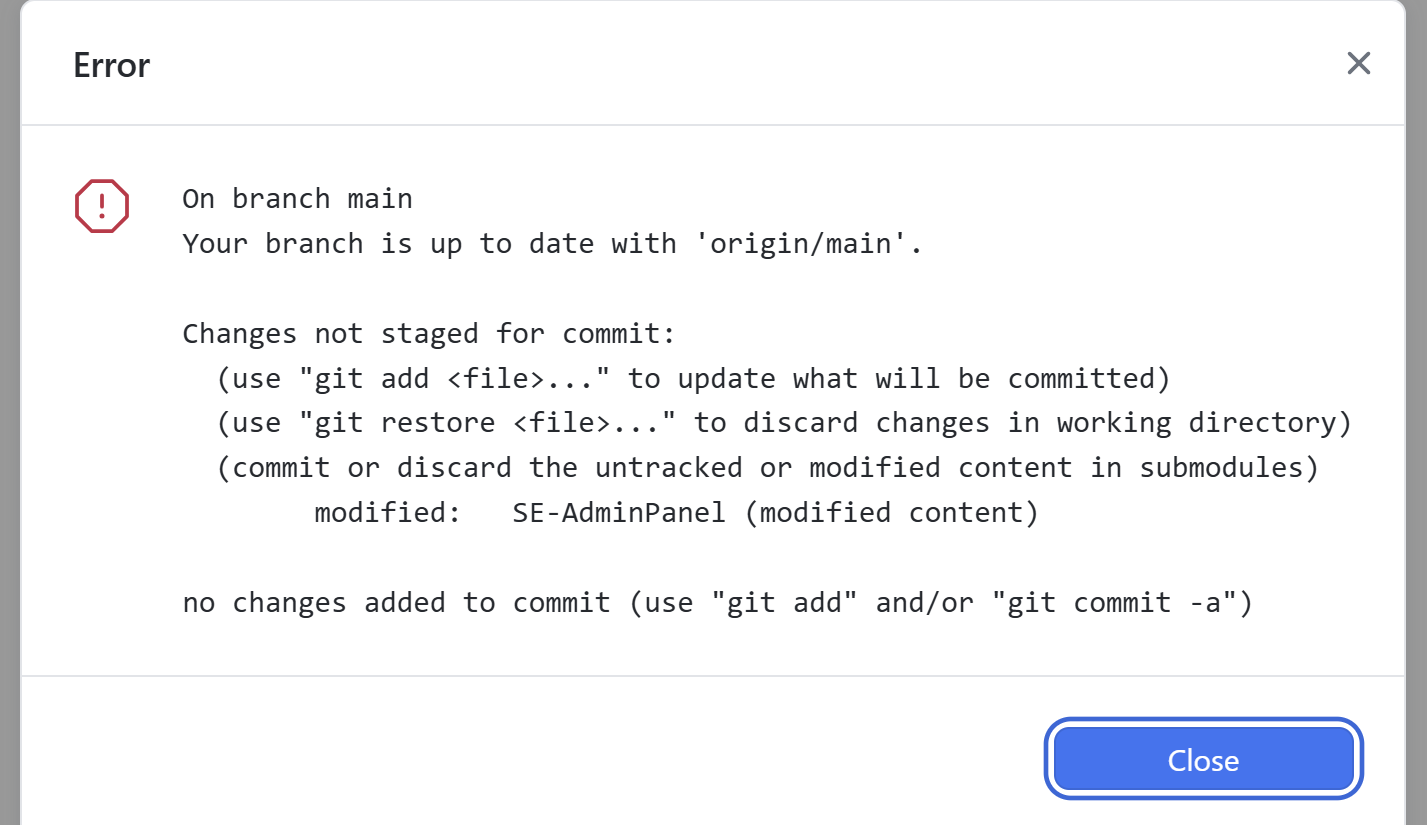 Error
On branch main
Your branch is up to date with 'origin/main'.
Changes not staged for commit:
  (use "git add <file>..." to update what will be committed)
  (use "git restore <file>..." to discard changes in working directory)
  (commit or discard the untracked or modified content in submodules)
        modified:   SE-AdminPanel (modified content)
no changes added to commit (use "git add" and/or "git commit -a")
Close